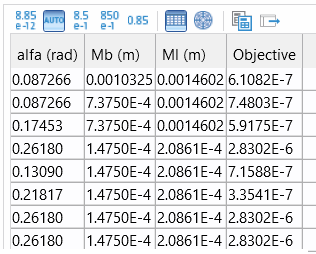 8.85 AUTO 8.5 850 0.85
e-12 e-1 e-1
alfa (rad) Mb (m) Ml (m) Objective
0.087266 0.0010325 0.0014602 6.1082E-7
0.087266 7.3750E-4 0.0014602 7.4803E-7
0.17453 7.3750E-4 0.0014602 5.9175E-7
0.26180 1.4750E-4 2.0861E-4 2.8302E-6
0.13090 1.4750E-4 2.0861E-4 7.1588E-7
0.21817 1.4750E-4 2.0861E-4 3.3541E-7
0.26180 1.4750E-4 2.0861E-4 2.8302E-6
0.26180 1.4750E-4 2.0861E-4 2.8302E-6